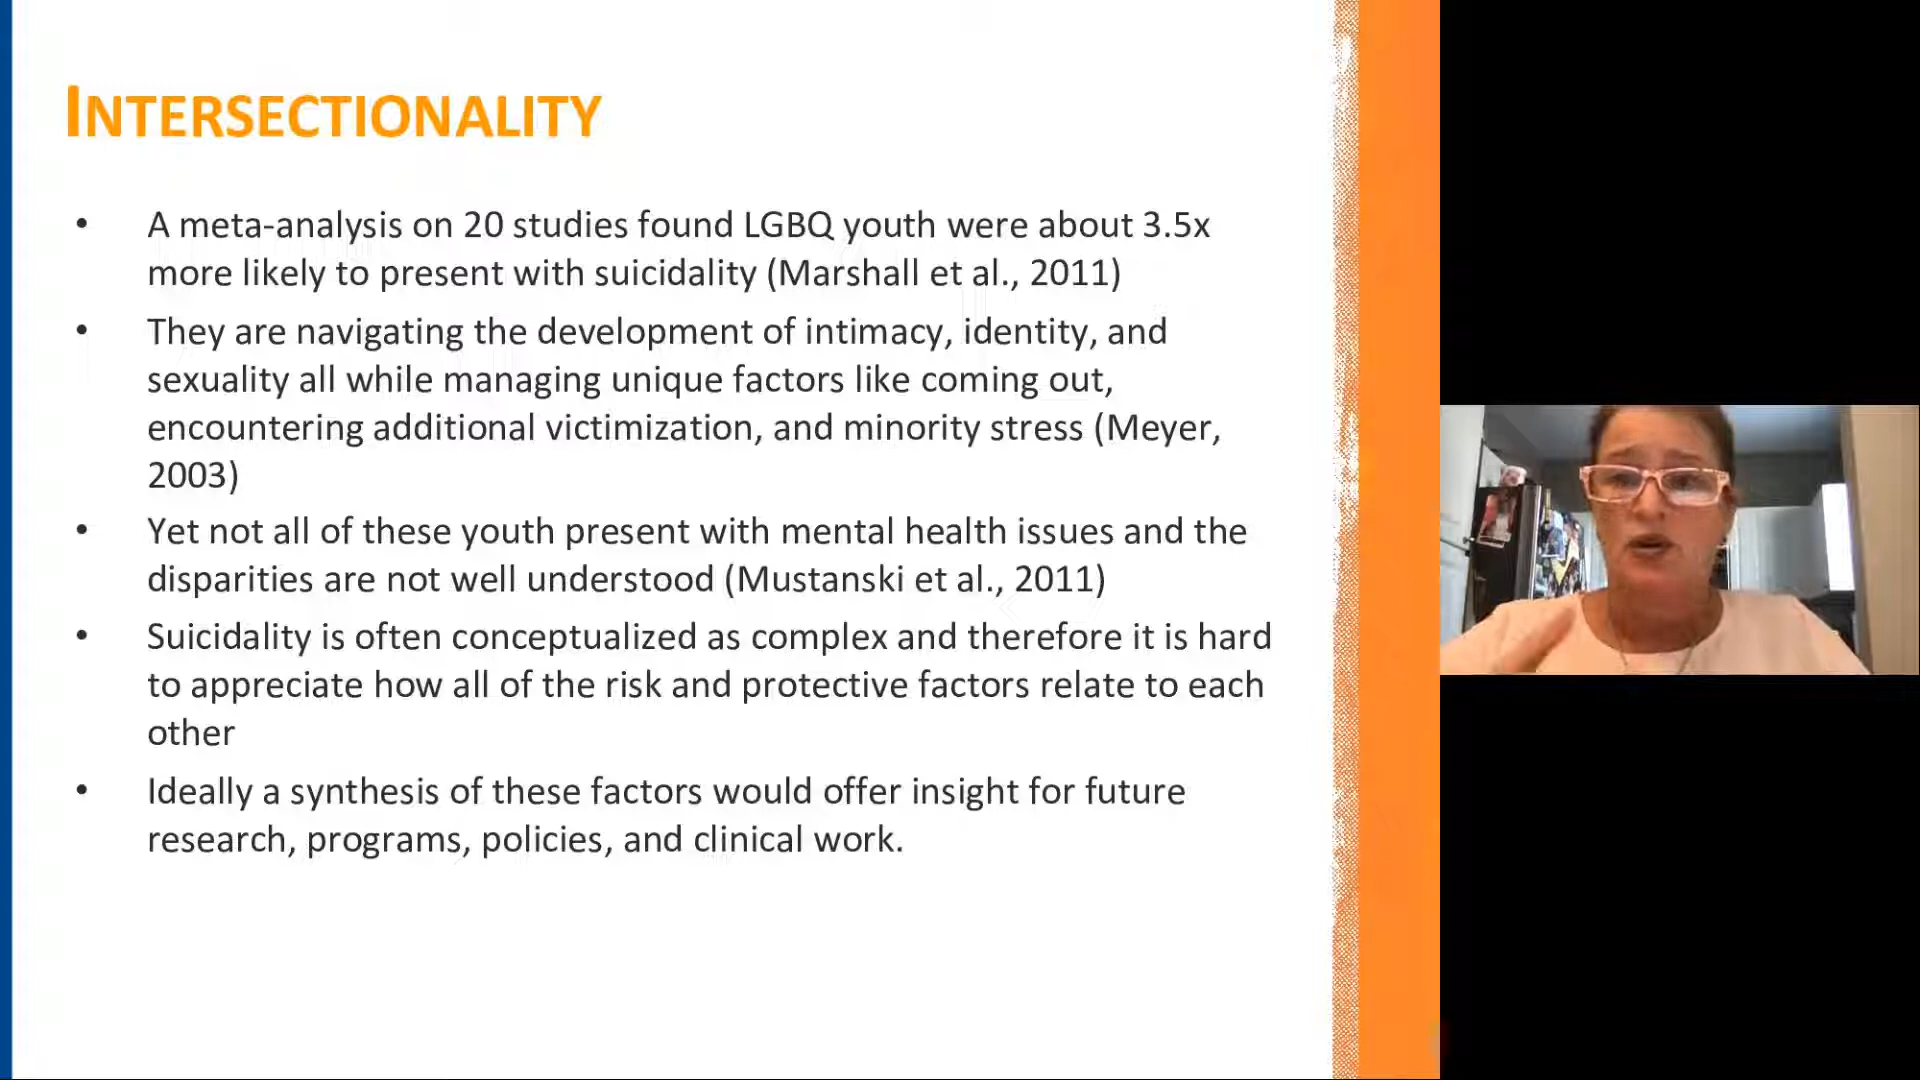 INTERSECTIONALITY
• A meta-analysis on 20 studies found LGBQ youth were about 3.5x
more likely to present with suicidality (Marshall et al., 2011)
• They are navigating the development of intimacy, identity, and
sexuality all while managing unique factors like coming out,
encountering additional victimization, and minority stress (Meyer,
2003)
• Yet not all of these youth present with mental health issues and the
disparities are not well understood (Mustanski et al., 2011)
• Suicidality is often conceptualized as complex and therefore it is hard
to appreciate how all of the risk and protective factors relate to each
other
• Ideally a synthesis of these factors would offer insight for future
research, programs, policies, and clinical work.